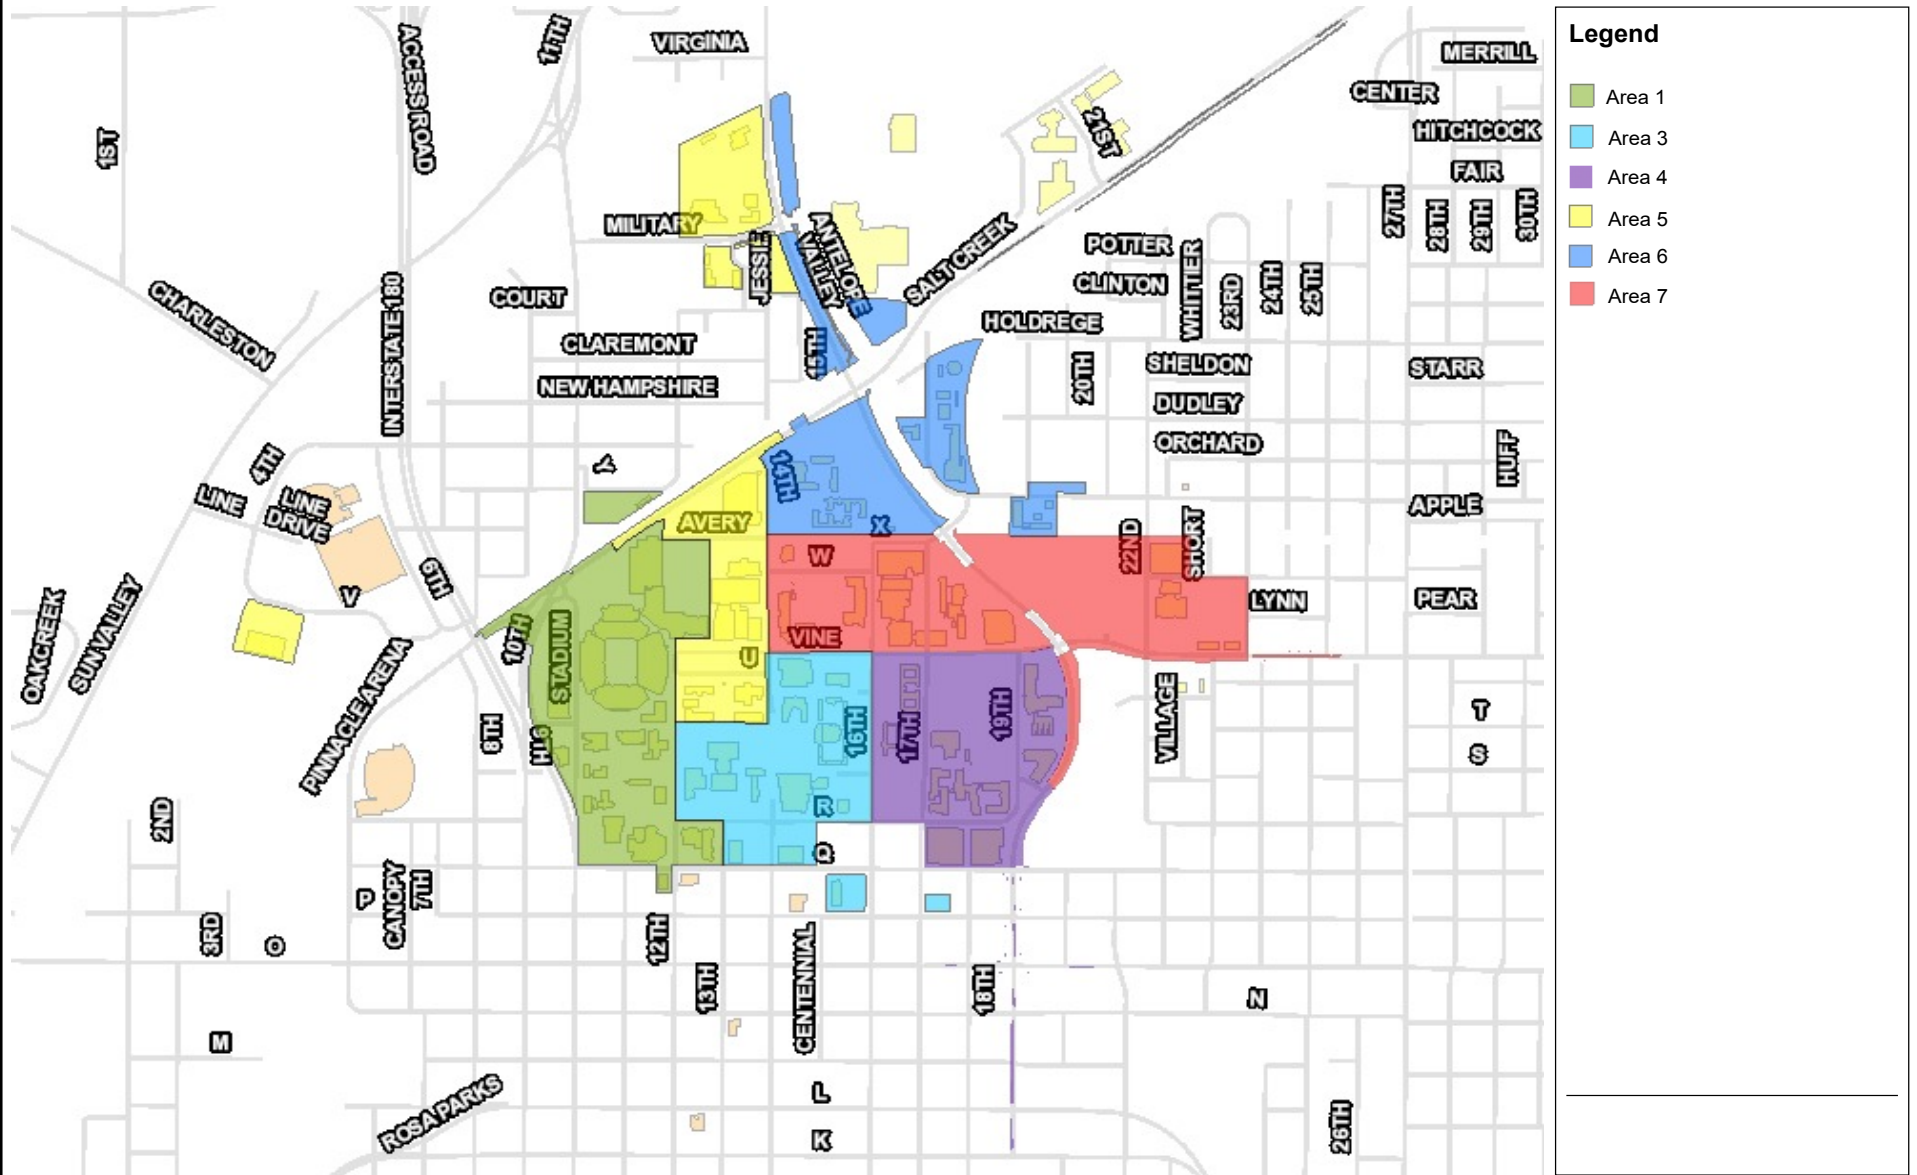 VIRGINIA
11TH
ACCESS ROAD
1ST
MERRILL
CENTER
HITCHCOCK
FAIR
21ST
27TH
28TH
29TH
30TH
MILITARY
JESSIE
ANTELOPE
VALLEY
SALT CREEK
POTTER
CLINTON
WHITTIER
23RD
24TH
25TH
CHARLESTON
INTERSTATE 180
COURT
CLAREMONT
NEW HAMPSHIRE
15TH
HOLDREGE
20TH
SHELDON
DUDLEY
ORCHARD
STARR
HUFF
4TH
LINE
LINE
DRIVE
Y
14TH
AVERY
X
APPLE
22ND
SHORT
W
6TH
V
OAKCREEK
SUN VALLEY
10TH
STADIUM
VINE
U
LYNN
PEAR
PINNACLE ARENA
8TH
16TH
17TH
19TH
VILLAGE
T
S
2ND
R
Q
P
CANOPY
7TH
3RD
O
12TH
13TH
CENTENNIAL
18TH
N
M
L
K
ROSA PARKS
26TH
Legend
Area 1
Area 3
Area 4
Area 5
Area 6
Area 7